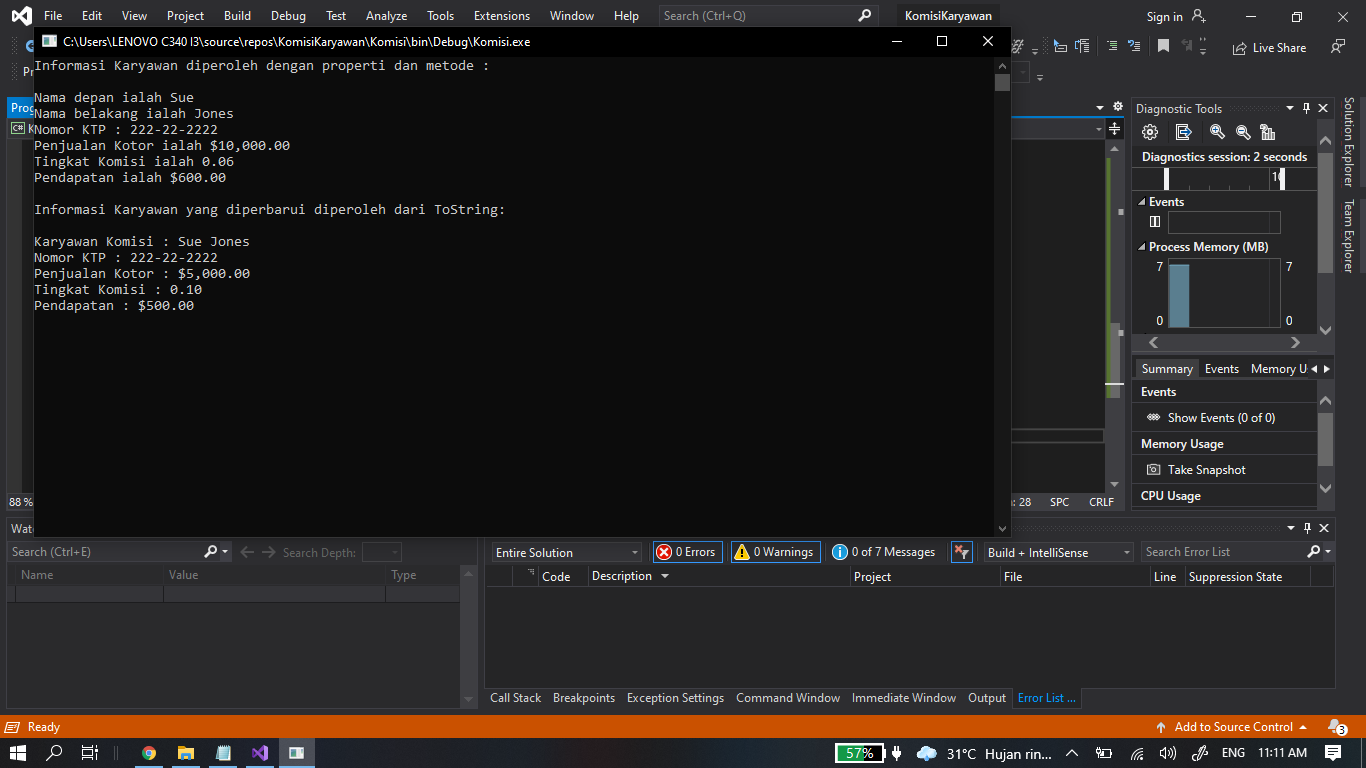 File Edit View Project Build Debug Test Analyze Tools Extensions Window Help Search (Ctrl+Q) KomisiKaryawan Sign in
C:\Users\LENOVO C340 I3\source\repos\KomisiKaryawan\Komisi\bin\Debug\Komisi.exe
Live Share
Informasi Karyawan diperoleh dengan properti dan metode :
Nama depan ialah Sue
Nama belakang ialah Jones
Nomor KTP : 222-22-2222
Penjualan Kotor ialah $10,000.00
Tingkat Komisi ialah 0.06
Pendapatan ialah $600.00
Informasi Karyawan yang diperbarui diperoleh dari ToString:
Karyawan Komisi : Sue Jones
Nomor KTP : 222-22-2222
Penjualan Kotor : $5,000.00
Tingkat Komisi : 0.10
Pendapatan : $500.00
Diagnostic Tools
Diagnostics session: 2 seconds
Events
Process Memory (MB)
7 7
0 0
Summary Events Memory U
Events
Show Events (0 of 0)
Memory Usage
Take Snapshot
CPU Usage
Solution Explorer
Team Explorer
88 %
: 28 SPC CRLF
Search (Ctrl+E) Search Depth:
Name Value Type
Entire Solution 0 Errors 0 Warnings 0 of 7 Messages Build + IntelliSense Search Error List
Code Description Project File Line Suppression State
Call Stack Breakpoints Exception Settings Command Window Immediate Window Output Error List ...
Ready Add to Source Control 3
57% 31°C Hujan rin... ENG 11:11 AM